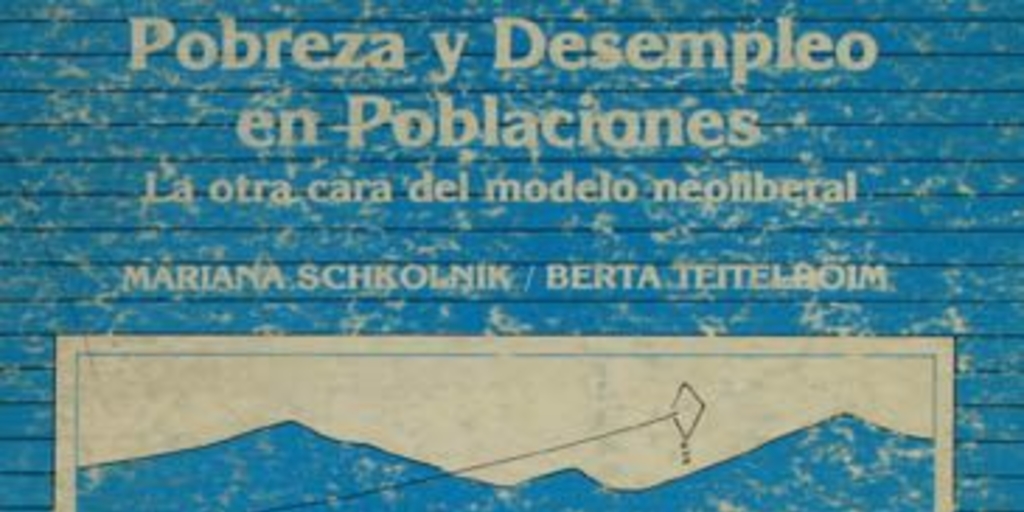 Pobreza y Desempleo
en Poblaciones
La otra cara del modelo neoliberal
MARIANA SCHKOLNIK / BERTA TEITELBOIM